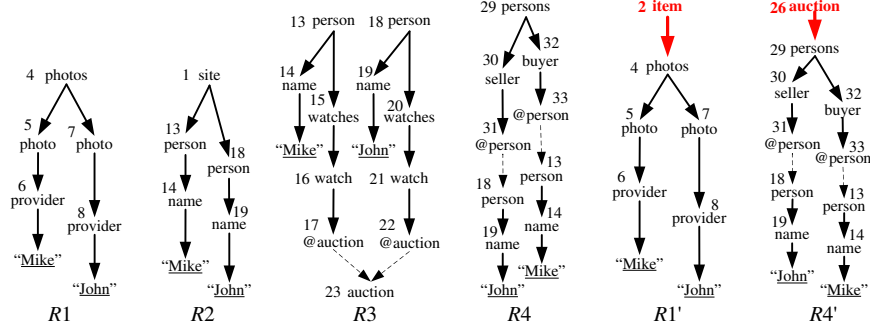 4 photos
5 photo
7 photo
6 provider
8 provider
“Mike”
“John”
R1
1 site
13 person
18 person
14 name
19 name
“Mike”
“John”
R2
13 person
18 person
14 name
19 name
15 watches
20 watches
“Mike”
“John”
16 watch
21 watch
17 @auction
22 @auction
23 auction
R3
29 persons
30 seller
32 buyer
31 @person
33 @person
18 person
13 person
19 name
14 name
“John”
“Mike”
R4
2 item
4 photos
5 photo
7 photo
6 provider
8 provider
“Mike”
“John”
R1'
26 auction
29 persons
30 seller
32 buyer
31 @person
33 @person
18 person
13 person
19 name
14 name
“John”
“Mike”
R4'